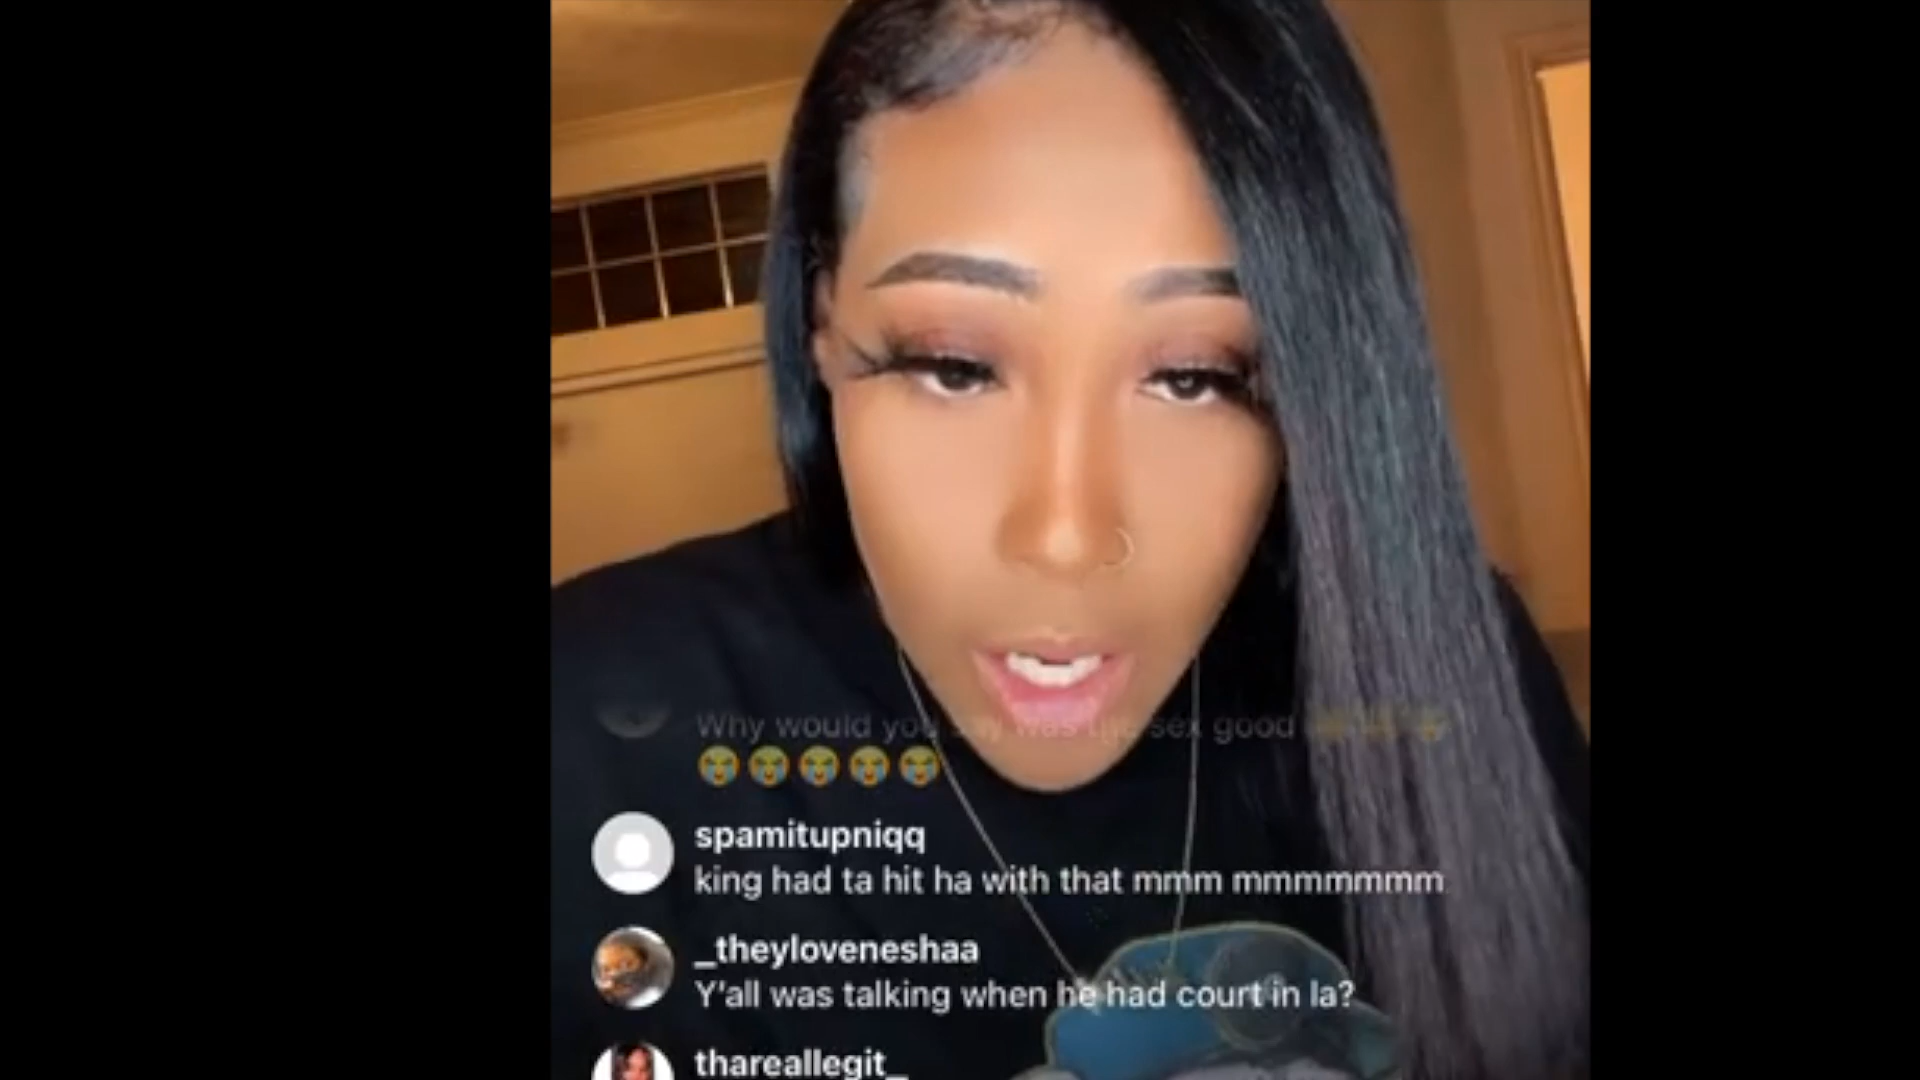 Why would you say was the sex good 😭😭😭
😭😭😭😭😭
spamitupniqq
king had ta hit ha with that mmm mmmmmmm
_theyloveneshaa
Y'all was talking when he had court in la?
thareallegit_